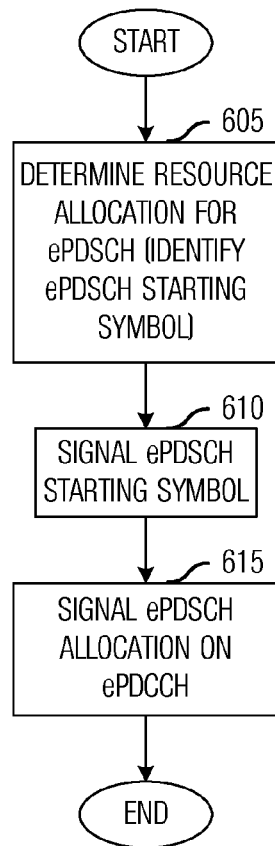 START
605
DETERMINE RESOURCE
ALLOCATION FOR
ePDSCH (IDENTIFY
ePDSCH STARTING
SYMBOL)
610
SIGNAL ePDSCH
STARTING SYMBOL
615
SIGNAL ePDSCH
ALLOCATION ON
ePDCCH
END